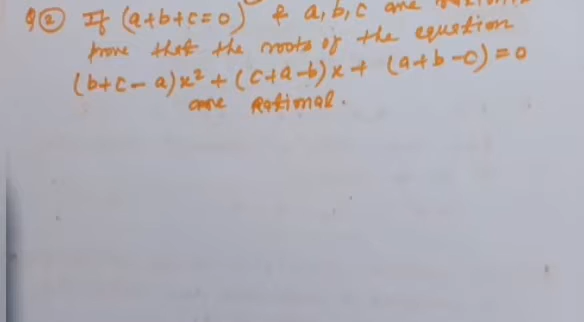 Q② If (a+b+c=0) & a, b, c are
prove that the roots of the equation
(b+c-a)x² + (c+a-b)x + (a+b-c) = 0
are Rational.